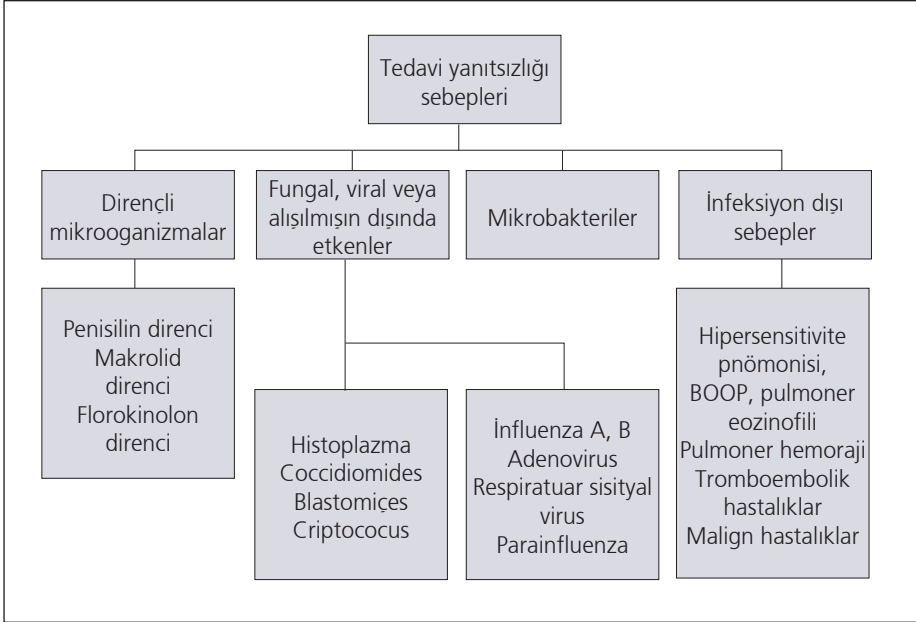 Tedavi yanıtsızlığı
sebepleri
Dirençli
mikrooganizmalar
Fungal, viral veya
alışılmışın dışında
etkenler
Mikrobakteriler
İnfeksiyon dışı
sebepler
Penisilin direnci
Makrolid
direnci
Florokinolon
direnci
Histoplazma
Coccidiomides
Blastomiçes
Criptococus
İnfluenza A, B
Adenovirus
Respiratuar sisityal
virus
Parainfluenza
Hipersensitivite
pnömonisi,
BOOP, pulmoner
eozinofili
Pulmoner hemoraji
Tromboembolik
hastalıklar
Malign hastalıklar